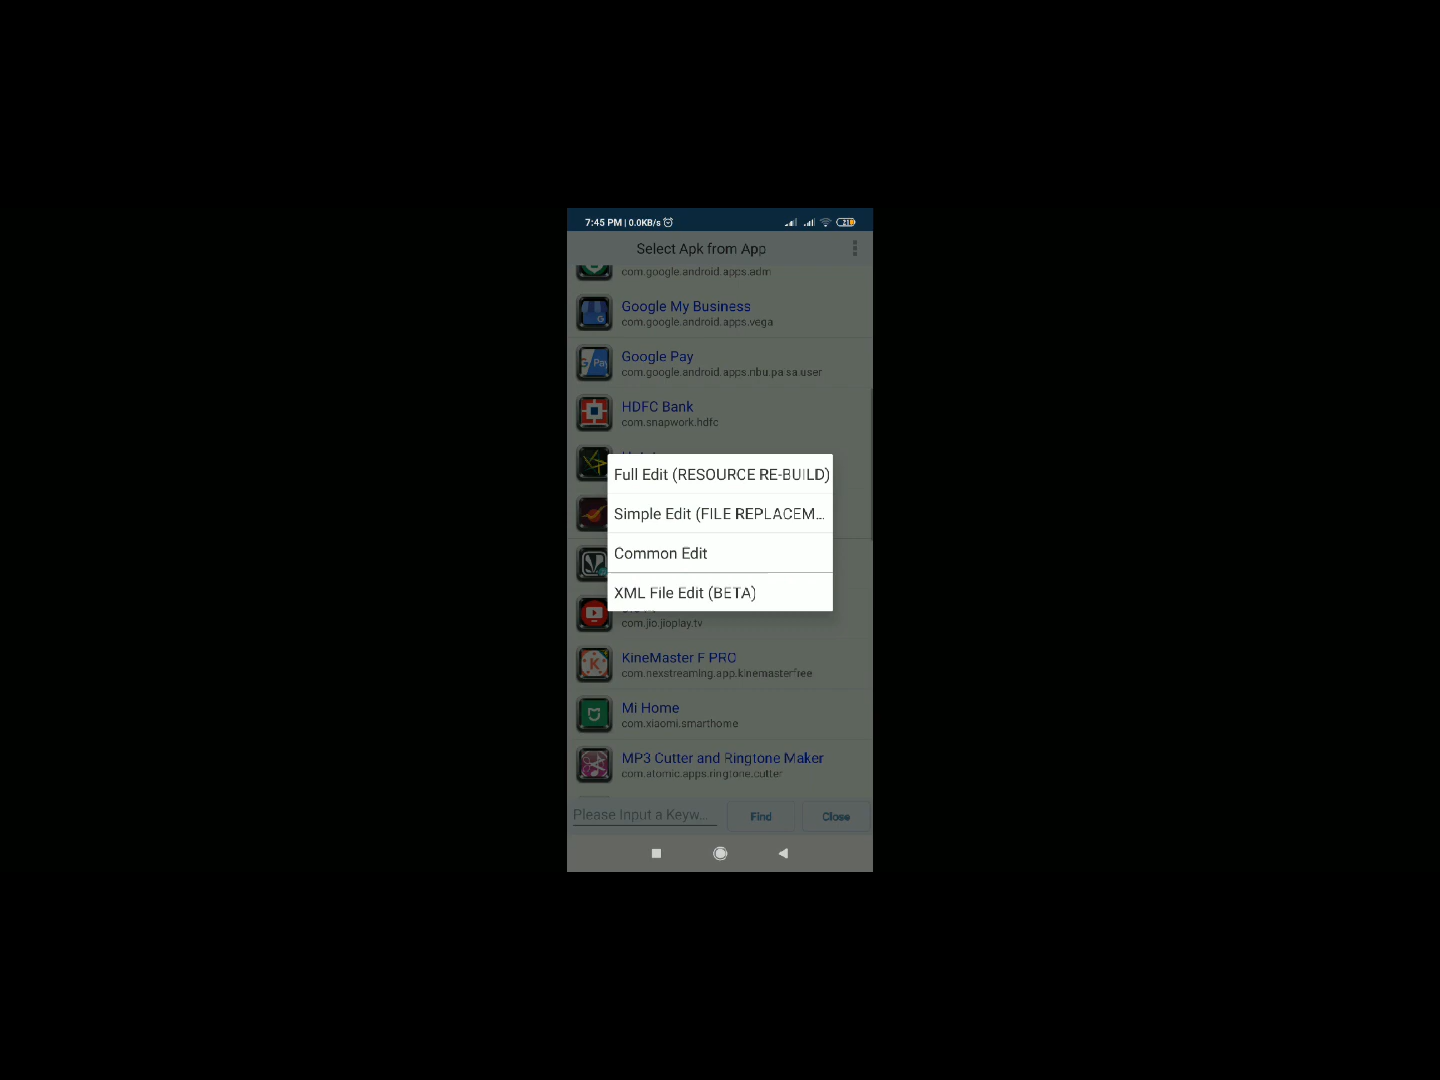 7:45 PM | 0.0KB/s
21
Select Apk from App
com.google.android.apps.adm
Google My Business
com.google.android.apps.vega
Google Pay
com.google.android.apps.nbu.paisa.user
HDFC Bank
com.snapwork.hdfc
Full Edit (RESOURCE RE-BUILD)
Simple Edit (FILE REPLACEM...
Common Edit
XML File Edit (BETA)
com.jio.jioplay.tv
KineMaster F PRO
com.nexstreaming.app.kinemasterfree
Mi Home
com.xiaomi.smarthome
MP3 Cutter and Ringtone Maker
com.atomic.apps.ringtone.cutter
Please Input a Keyw...
Find
Close